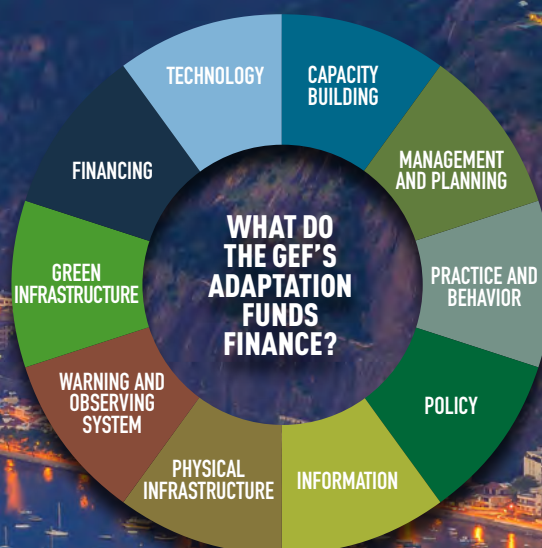 WHAT DO
THE GEF'S
ADAPTATION
FUNDS
FINANCE?
TECHNOLOGY
CAPACITY
BUILDING
MANAGEMENT
AND PLANNING
PRACTICE AND
BEHAVIOR
POLICY
INFORMATION
PHYSICAL
INFRASTRUCTURE
WARNING AND
OBSERVING
SYSTEM
GREEN
INFRASTRUCTURE
FINANCING